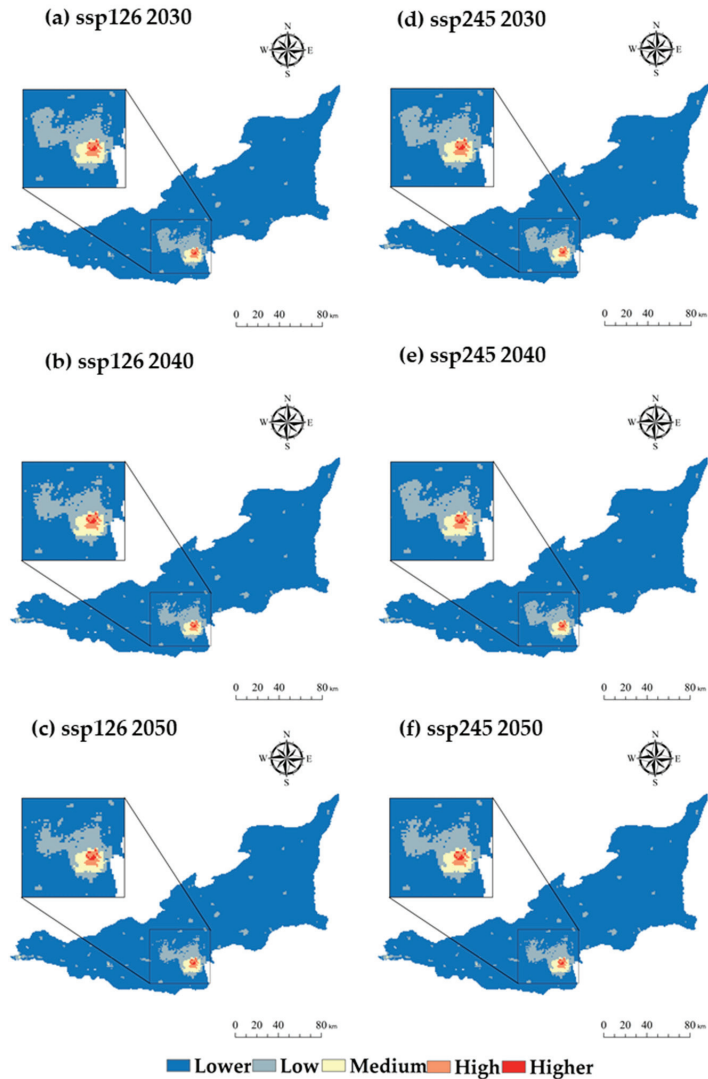 (a) ssp126 2030
N
W E
S
0 20 40 80 km
(d) ssp245 2030
N
W E
S
0 20 40 80 km
(b) ssp126 2040
N
W E
S
0 20 40 80 km
(e) ssp245 2040
N
W E
S
0 20 40 80 km
(c) ssp126 2050
N
W E
S
0 20 40 80 km
(f) ssp245 2050
N
W E
S
0 20 40 80 km
Lower Low Medium High Higher